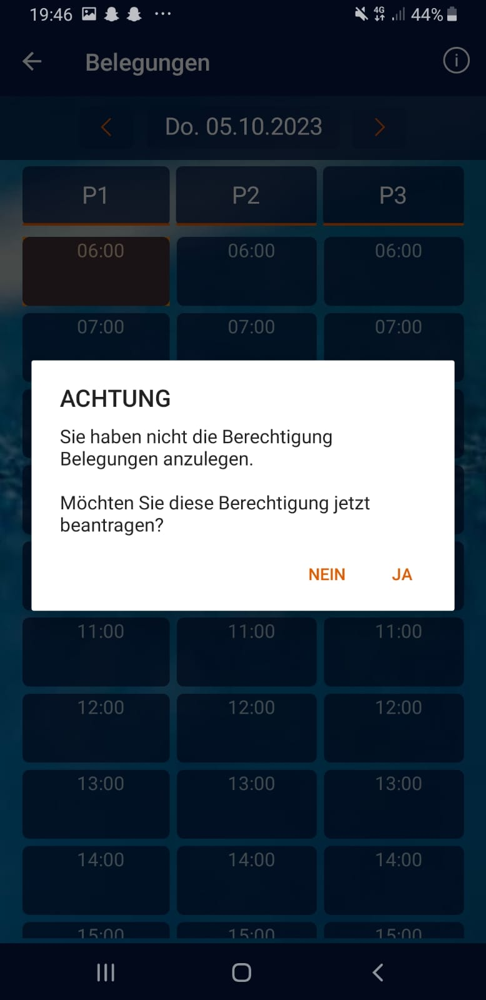 19:46 4G 44%
Belegungen
Do. 05.10.2023
P1 P2 P3
06:00 06:00 06:00
07:00 07:00 07:00
ACHTUNG
Sie haben nicht die Berechtigung
Belegungen anzulegen.
Möchten Sie diese Berechtigung jetzt
beantragen?
NEIN JA
11:00 11:00 11:00
12:00 12:00 12:00
13:00 13:00 13:00
14:00 14:00 14:00
15:00 15:00 15:00